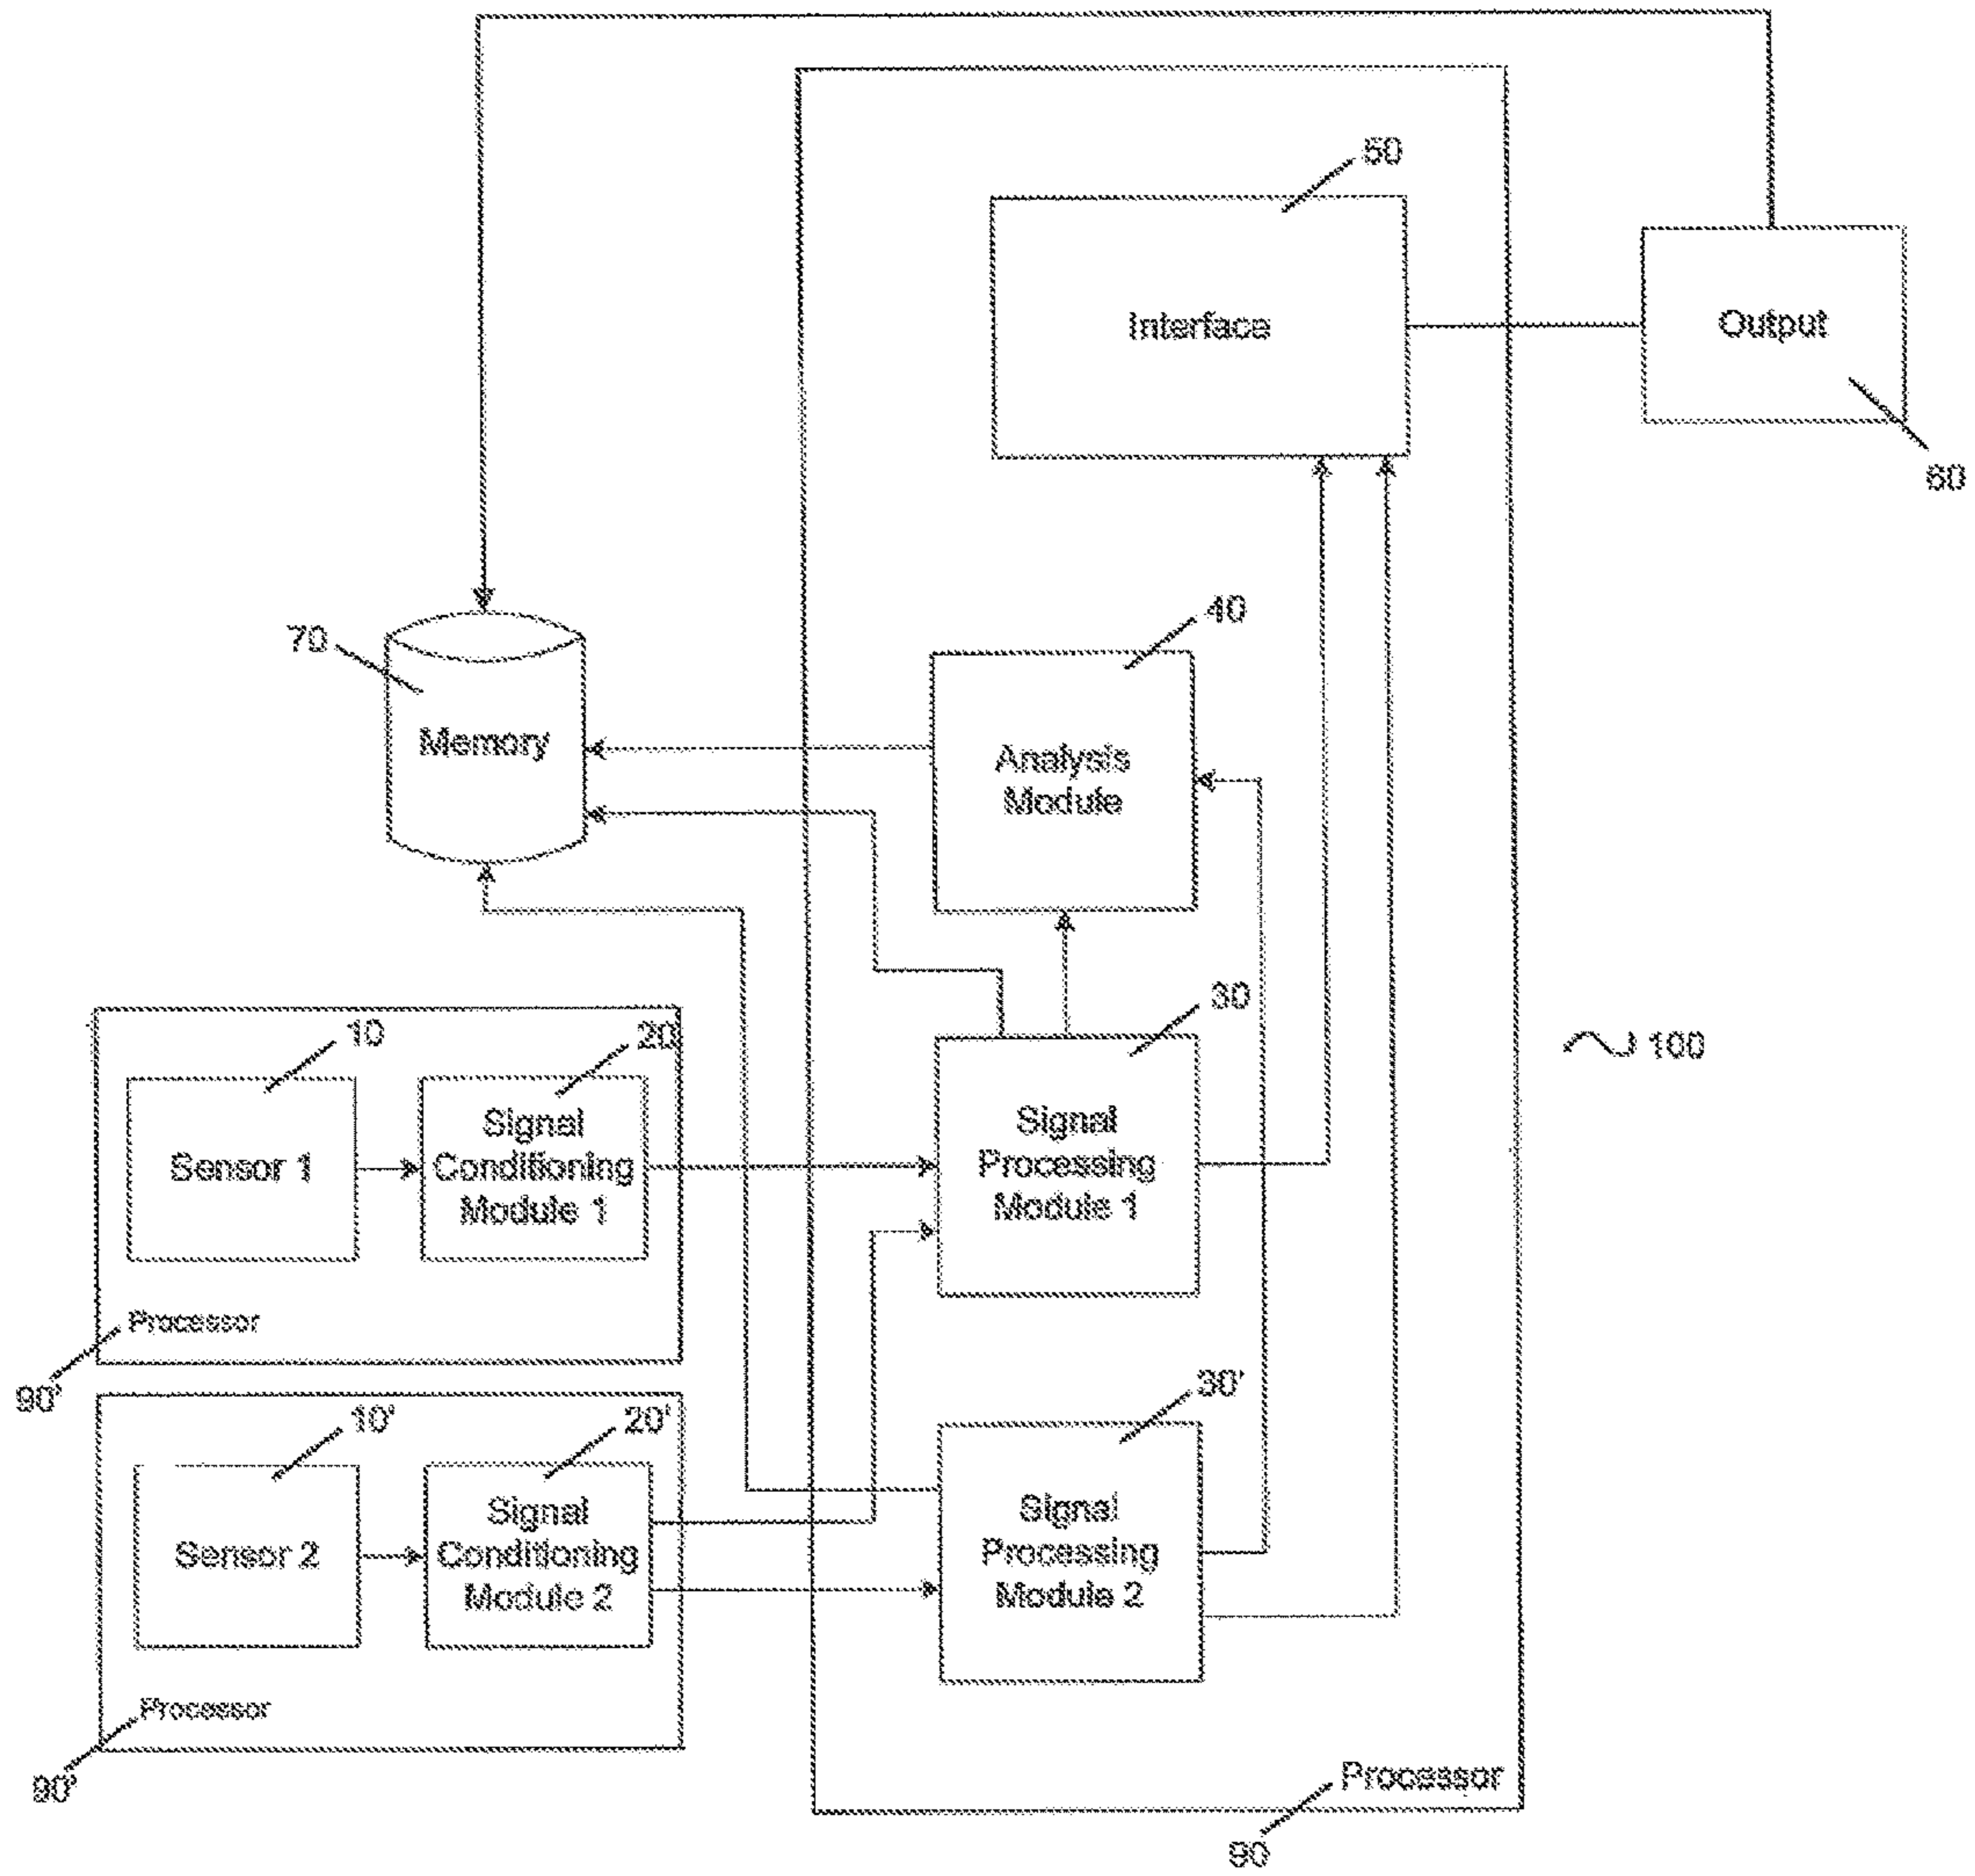 50
Interface
Output
60
40
70
Memory
Analysis
Module
30
100
10
20
Sensor 1
Signal
Conditioning
Module 1
Signal
Processing
Module 1
Processor
90'
30'
10'
20'
Sensor 2
Signal
Conditioning
Module 2
Signal
Processing
Module 2
Processor
90'
Processor
90